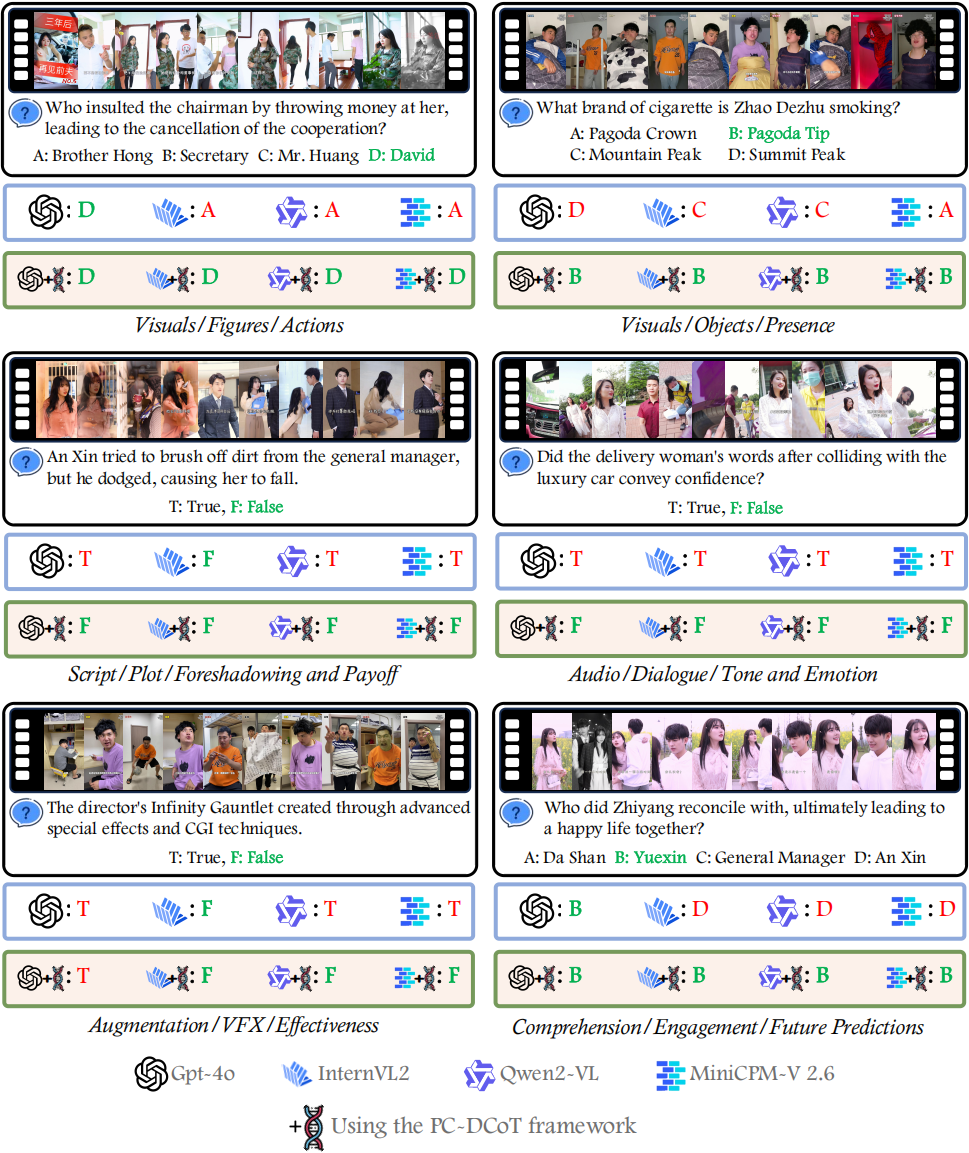 三年后
再见前夫
Who insulted the chairman by throwing money at her,
leading to the cancellation of the cooperation?
A: Brother Hong B: Secretary C: Mr. Huang D: David
: D : A : A : A
+ : D + : D + : D + : D
Visuals/Figures/Actions
What brand of cigarette is Zhao Dezhu smoking?
A: Pagoda Crown B: Pagoda Tip
C: Mountain Peak D: Summit Peak
: D : C : C : A
+ : B + : B + : B + : B
Visuals/Objects/Presence
An Xin tried to brush off dirt from the general manager,
but he dodged, causing her to fall.
T: True, F: False
: T : F : T : T
+ : F + : F + : F + : F
Script/Plot/Foreshadowing and Payoff
Did the delivery woman's words after colliding with the
luxury car convey confidence?
T: True, F: False
: T : T : T : T
+ : F + : F + : F + : F
Audio/Dialogue/Tone and Emotion
The director's Infinity Gauntlet created through advanced
special effects and CGI techniques.
T: True, F: False
: T : F : T : T
+ : T + : F + : F + : F
Augmentation/VFX/Effectiveness
Who did Zhiyang reconcile with, ultimately leading to
a happy life together?
A: Da Shan B: Yuexin C: General Manager D: An Xin
: B : D : D : D
+ : B + : B + : B + : B
Comprehension/Engagement/Future Predictions
Gpt-4o InternVL2 Qwen2-VL MiniCPM-V 2.6
+ Using the PC-DCoT framework